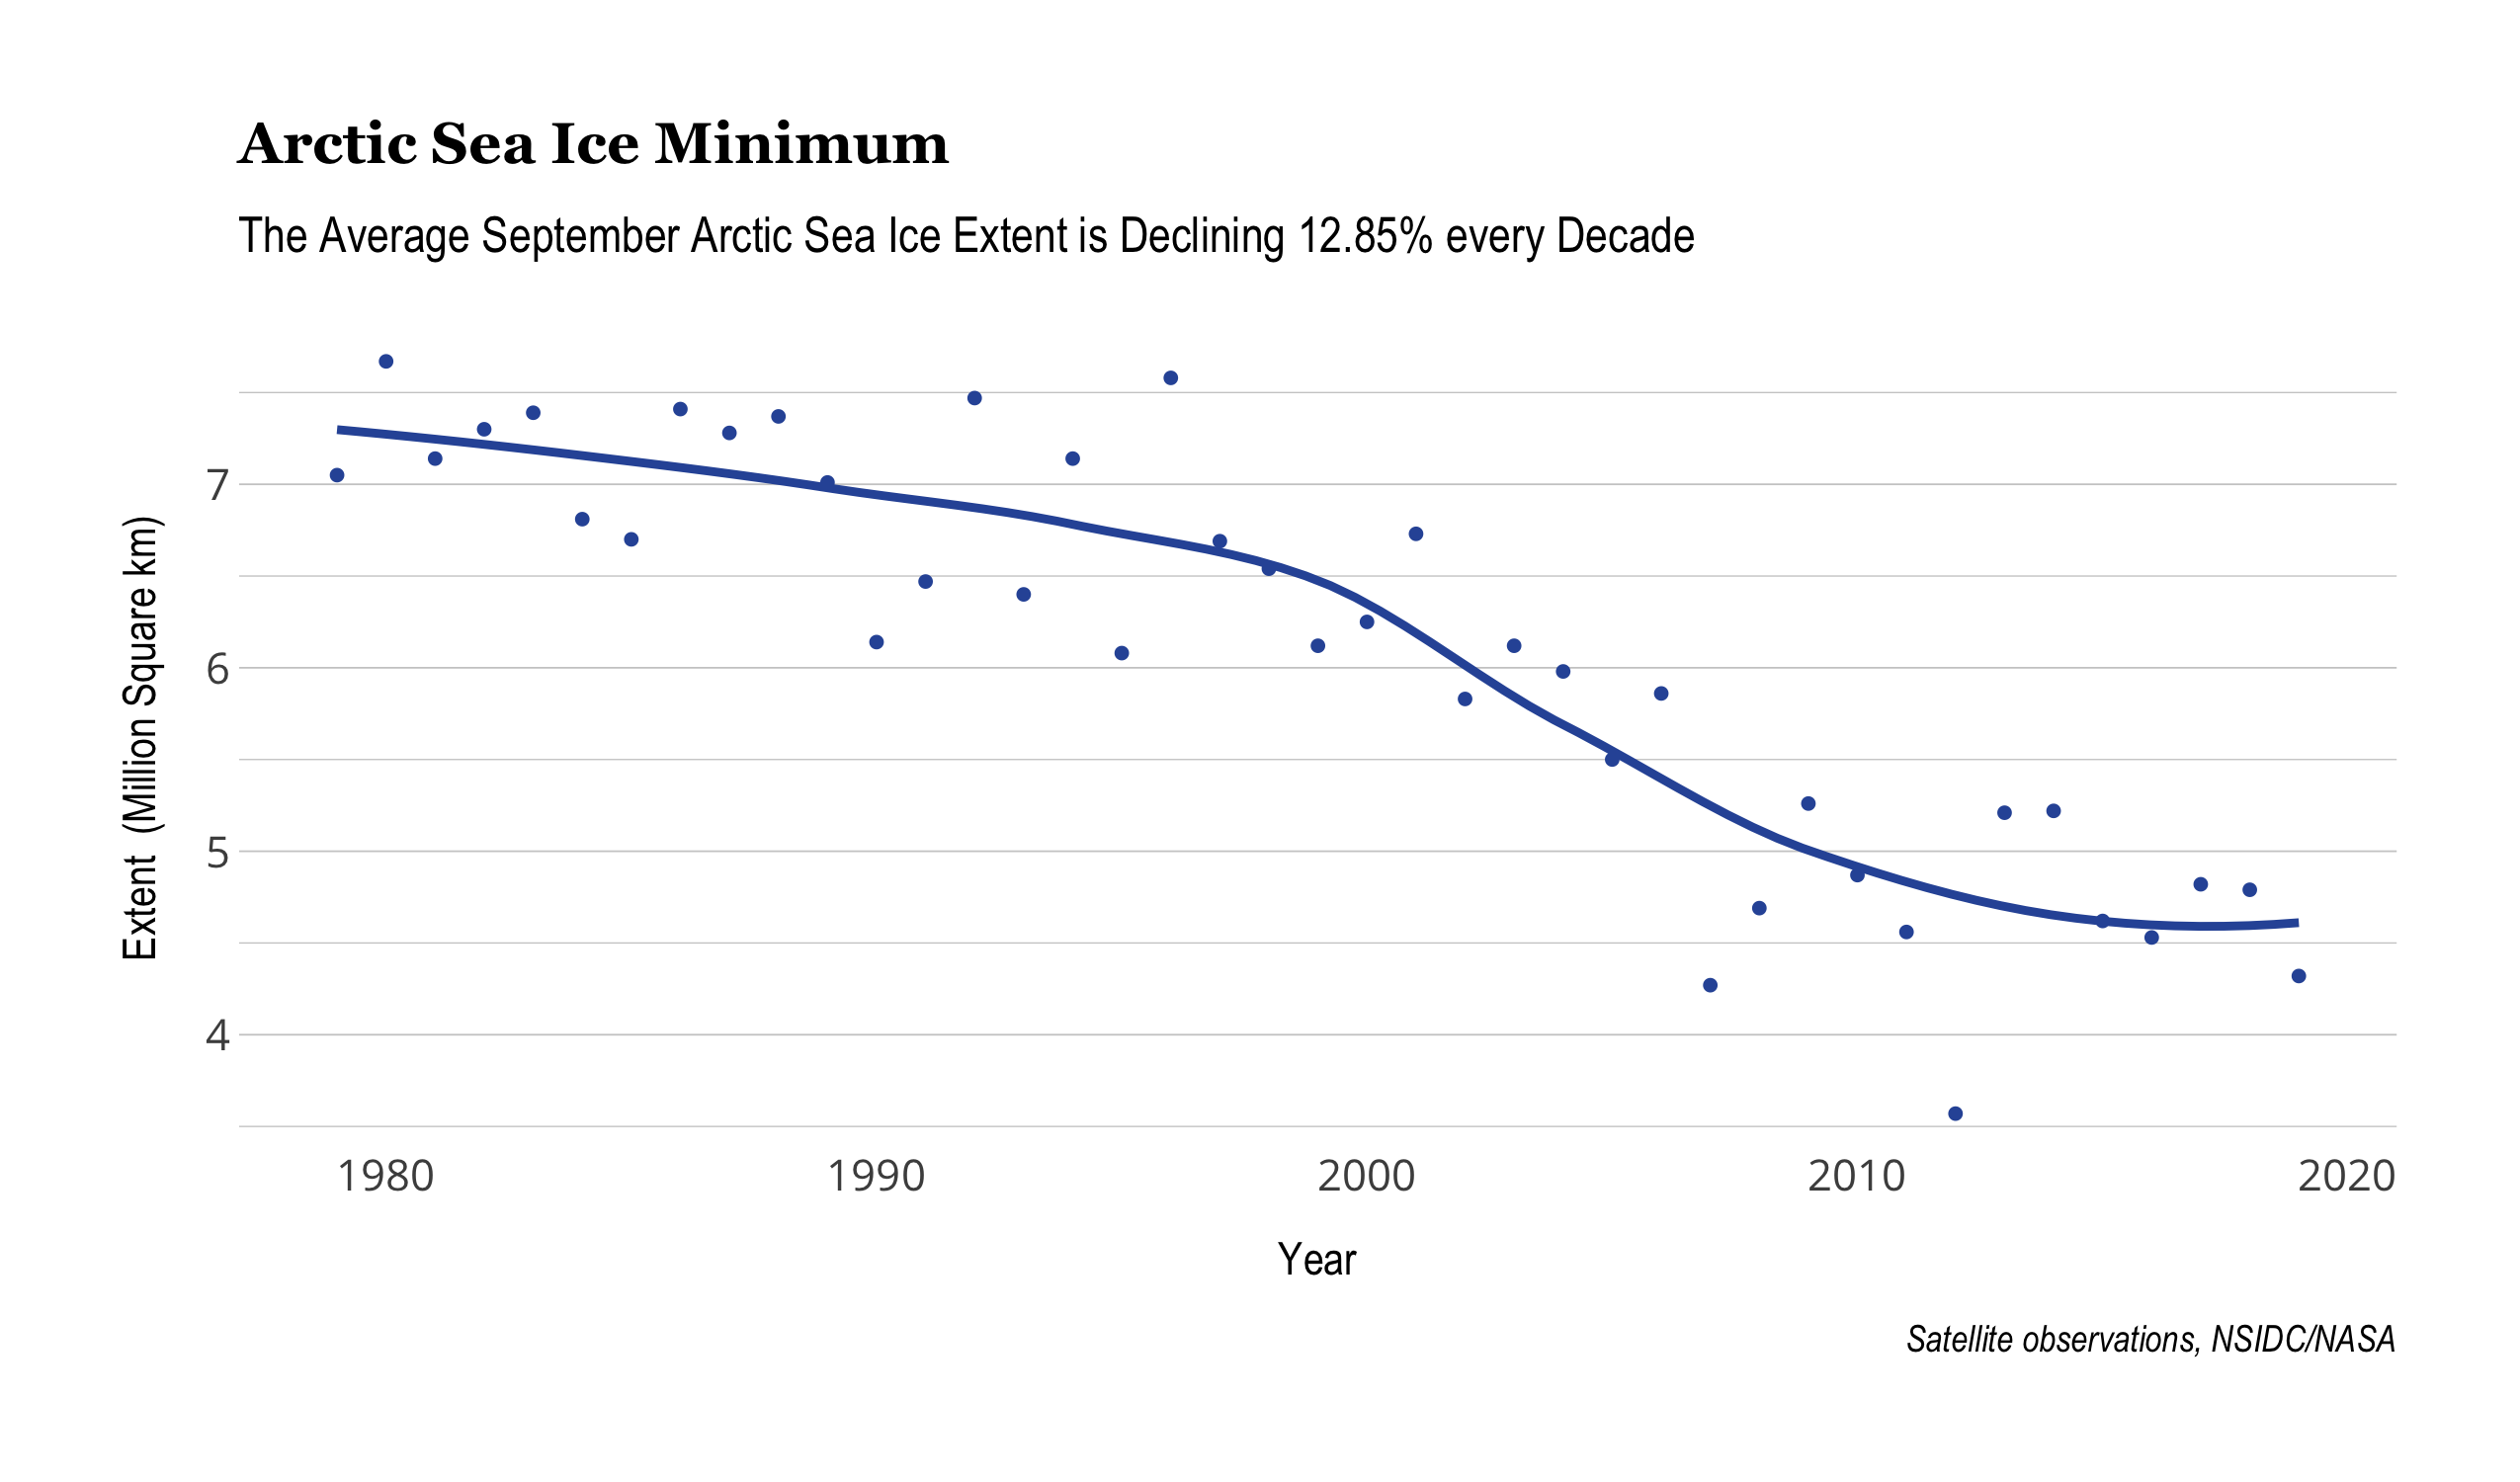 Arctic Sea Ice Minimum
The Average September Arctic Sea Ice Extent is Declining 12.85% every Decade
Extent (Million Square km)
7
6
5
4
1980 1990 2000 2010 2020
Year
Satellite observations, NSIDC/NASA